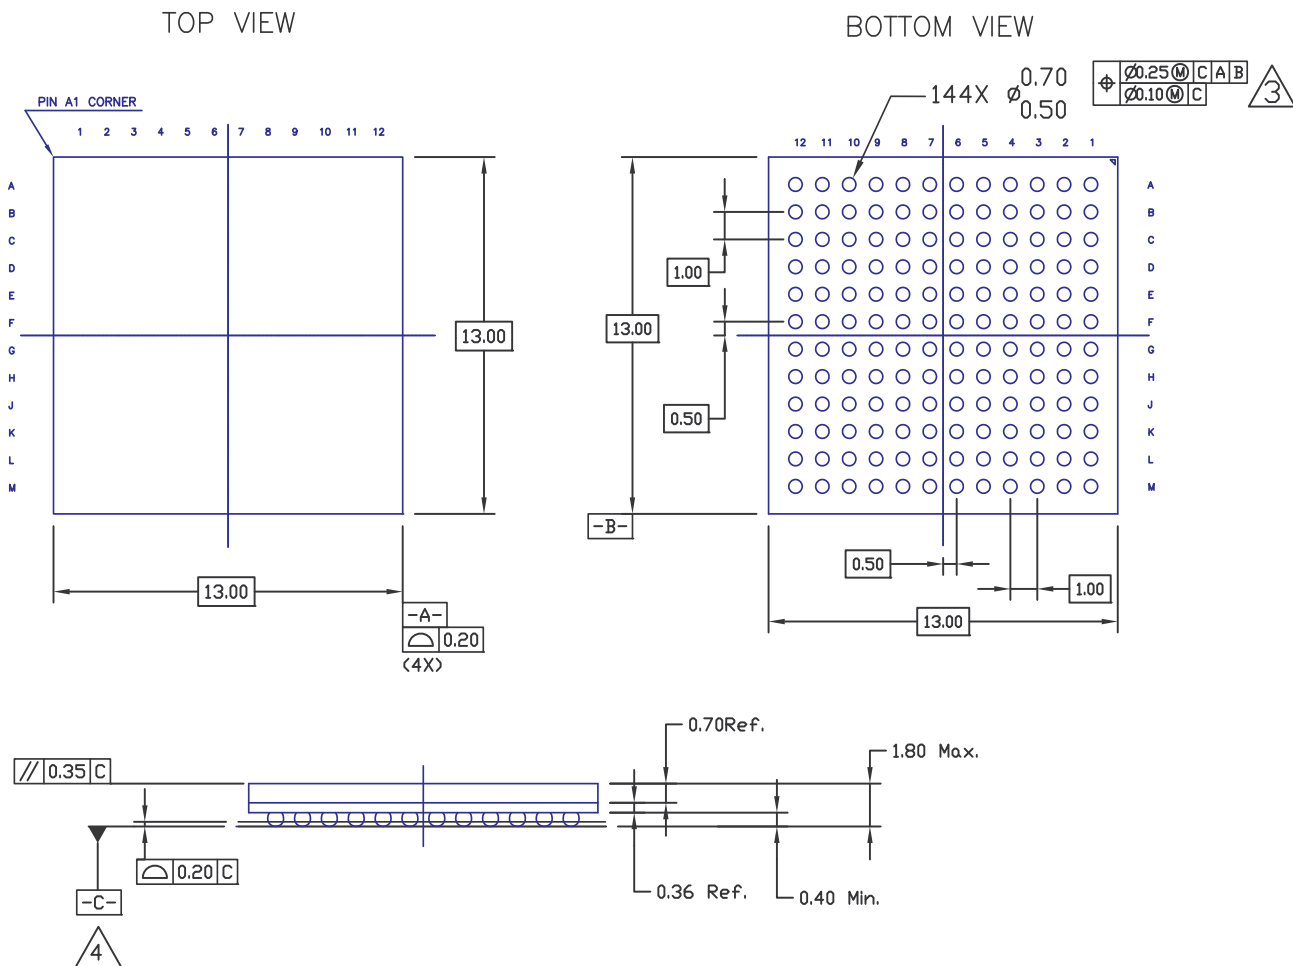 TOP VIEW
BOTTOM VIEW
PIN A1 CORNER
1 2 3 4 5 6 7 8 9 10 11 12
A
B
C
D
E
F
G
H
J
K
L
M
13.00
13.00
-A-
0.20
(4X)
144X Ø 0.70
0.50
Ø0.25 Ⓜ C A B
Ø0.10 Ⓜ C
3
12 11 10 9 8 7 6 5 4 3 2 1
A
B
C
D
E
F
G
H
J
K
L
M
1.00
13.00
0.50
-B-
0.50
1.00
13.00
0.70Ref.
1.80 Max.
// 0.35 C
0.20 C
0.36 Ref.
0.40 Min.
-C-
4